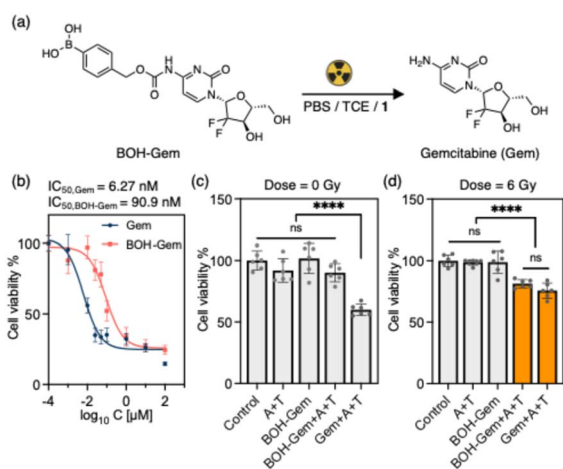 (a)
HO
B
OH
O
N
H
N
O
N
O
OH
F
F
OH
BOH-Gem
PBS / TCE / 1
H2N
N
O
N
O
OH
F
F
OH
Gemcitabine (Gem)
(b)
IC50,Gem = 6.27 nM
IC50,BOH-Gem = 90.9 nM
Gem
BOH-Gem
Cell viability %
100
50
0
-4
-2
0
2
log10 C [μM]
(c)
Dose = 0 Gy
****
ns
Cell viability %
150
100
50
0
Control
A+T
BOH-Gem
BOH-Gem+A+T
Gem+A+T
(d)
Dose = 6 Gy
****
ns
ns
Cell viability %
150
100
50
0
Control
A+T
BOH-Gem
BOH-Gem+A+T
Gem+A+T